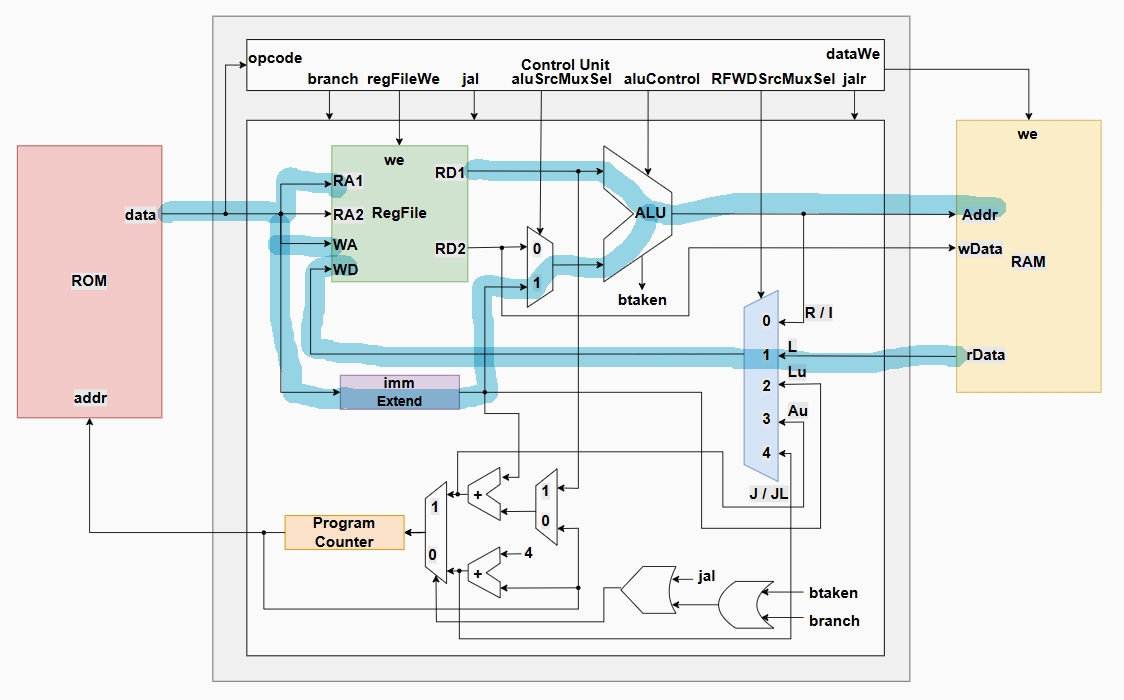 opcode
Control Unit
dataWe
branch
regFileWe
jal
aluSrcMuxSel
aluControl
RFWDSrcMuxSel
jalr
we
we
RA1
RD1
data
RA2
RegFile
ALU
Addr
WA
RD2
0
wData
WD
RAM
ROM
1
btaken
0
R / I
1
L
rData
2
Lu
imm
Extend
addr
3
Au
4
1
+
1
J / JL
0
Program
Counter
0
4
+
jal
btaken
branch